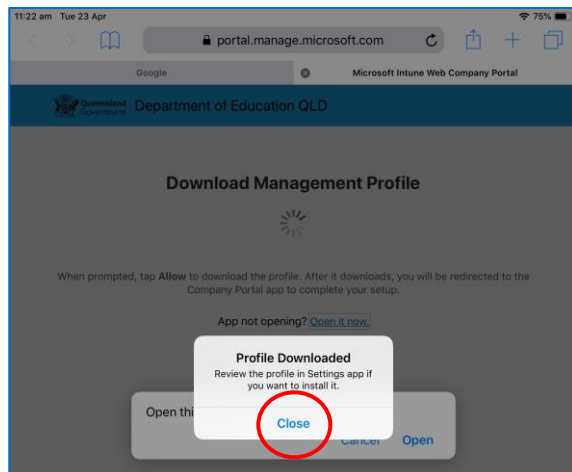 11:22 am Tue 23 Apr 75%
portal.manage.microsoft.com
Google Microsoft Intune Web Company Portal
Queensland Government Department of Education QLD
Download Management Profile
When prompted, tap Allow to download the profile. After it downloads, you will be redirected to the
Company Portal app to complete your setup.
App not opening? Open it now.
Profile Downloaded
Review the profile in Settings app if
you want to install it.
Close
Open thi
Cancel Open